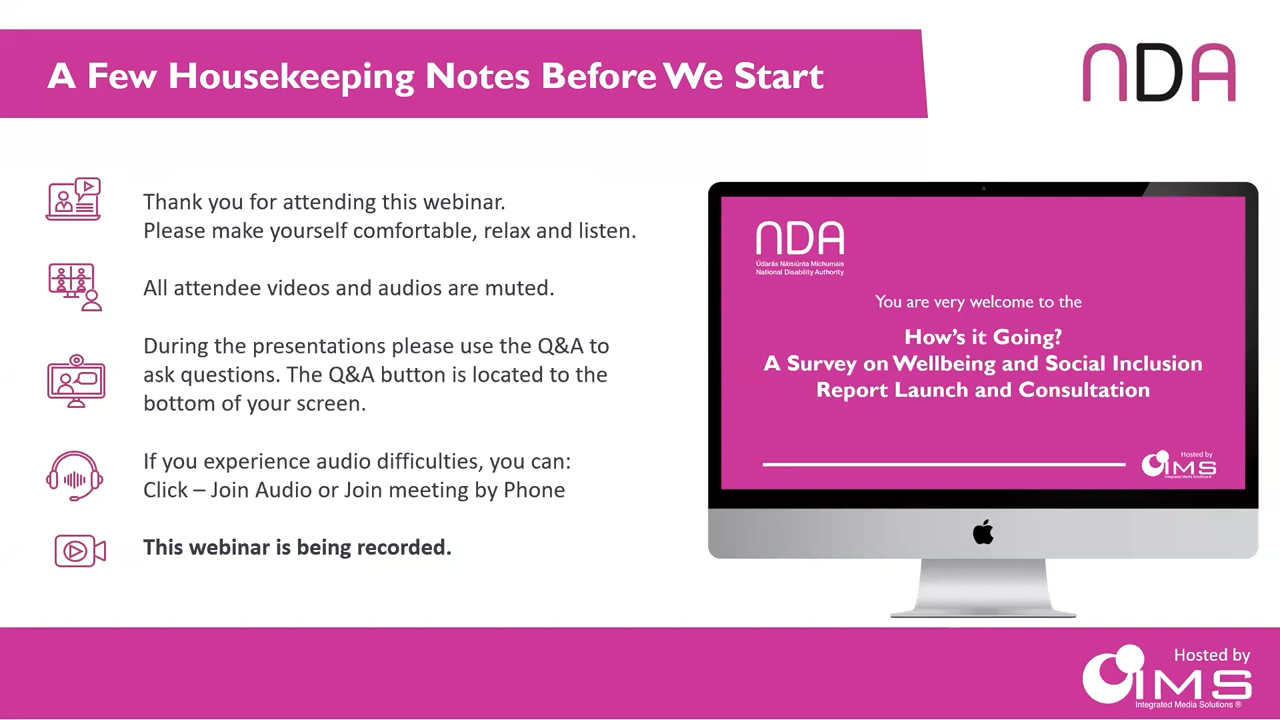 A Few Housekeeping Notes Before We Start
NDA
Thank you for attending this webinar.
Please make yourself comfortable, relax and listen.
All attendee videos and audios are muted.
During the presentations please use the Q&A to
ask questions. The Q&A button is located to the
bottom of your screen.
If you experience audio difficulties, you can:
Click – Join Audio or Join meeting by Phone
This webinar is being recorded.
NDA
Údarás Náisiúnta Míchumais
National Disability Authority
You are very welcome to the
How's it Going?
A Survey on Wellbeing and Social Inclusion
Report Launch and Consultation
Hosted by
IMS
Integrated Media Solutions ®
Hosted by
IMS
Integrated Media Solutions ®